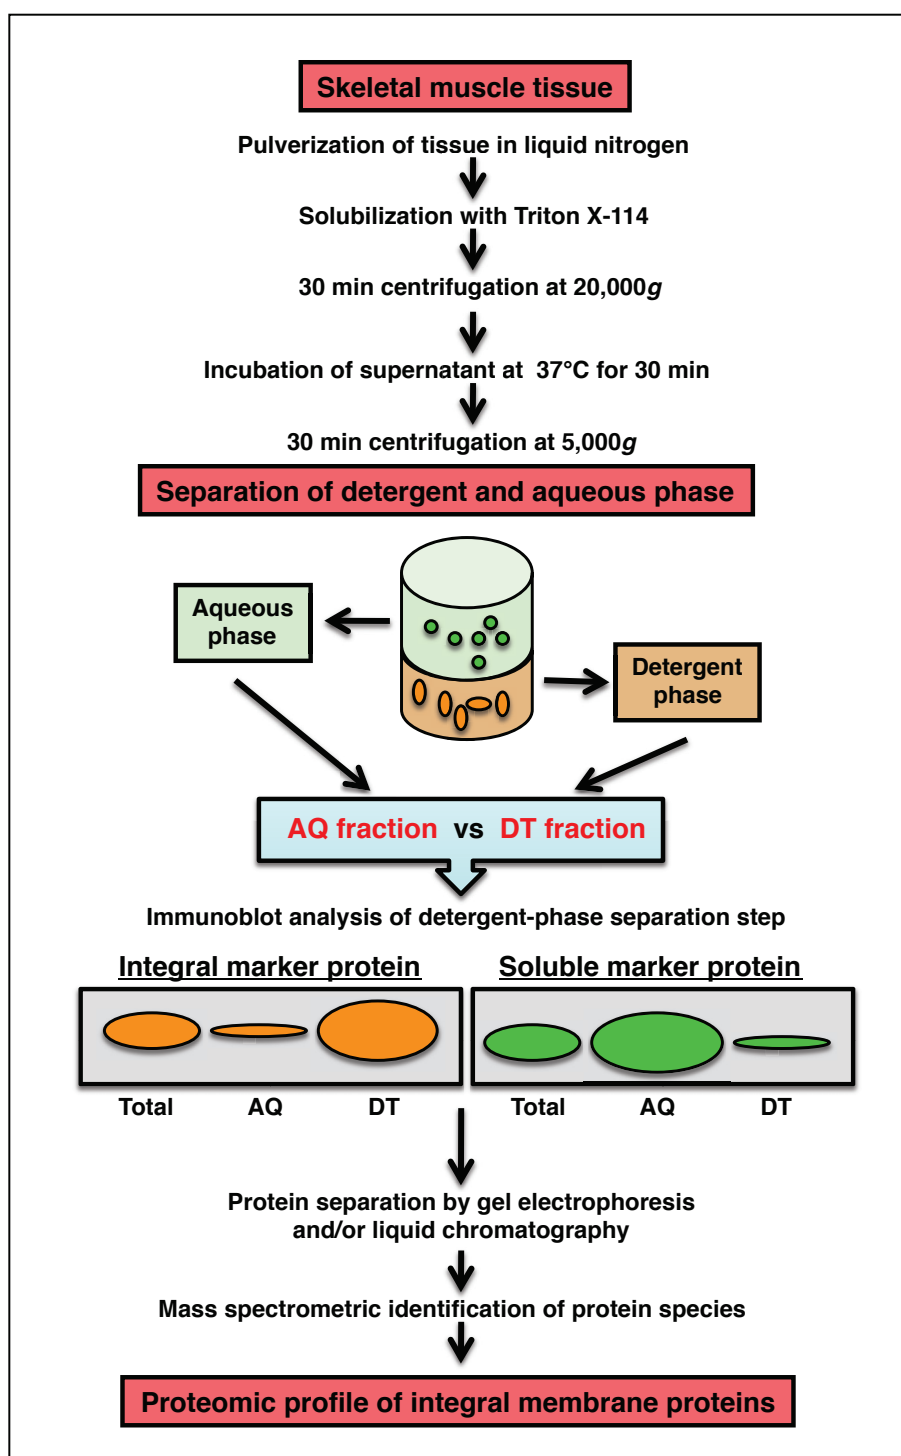 Skeletal muscle tissue
Pulverization of tissue in liquid nitrogen
Solubilization with Triton X-114
30 min centrifugation at 20,000g
Incubation of supernatant at 37°C for 30 min
30 min centrifugation at 5,000g
Separation of detergent and aqueous phase
Aqueous
phase
Detergent
phase
AQ fraction vs DT fraction
Immunoblot analysis of detergent-phase separation step
Integral marker protein
Soluble marker protein
Total AQ DT
Total AQ DT
Protein separation by gel electrophoresis
and/or liquid chromatography
Mass spectrometric identification of protein species
Proteomic profile of integral membrane proteins